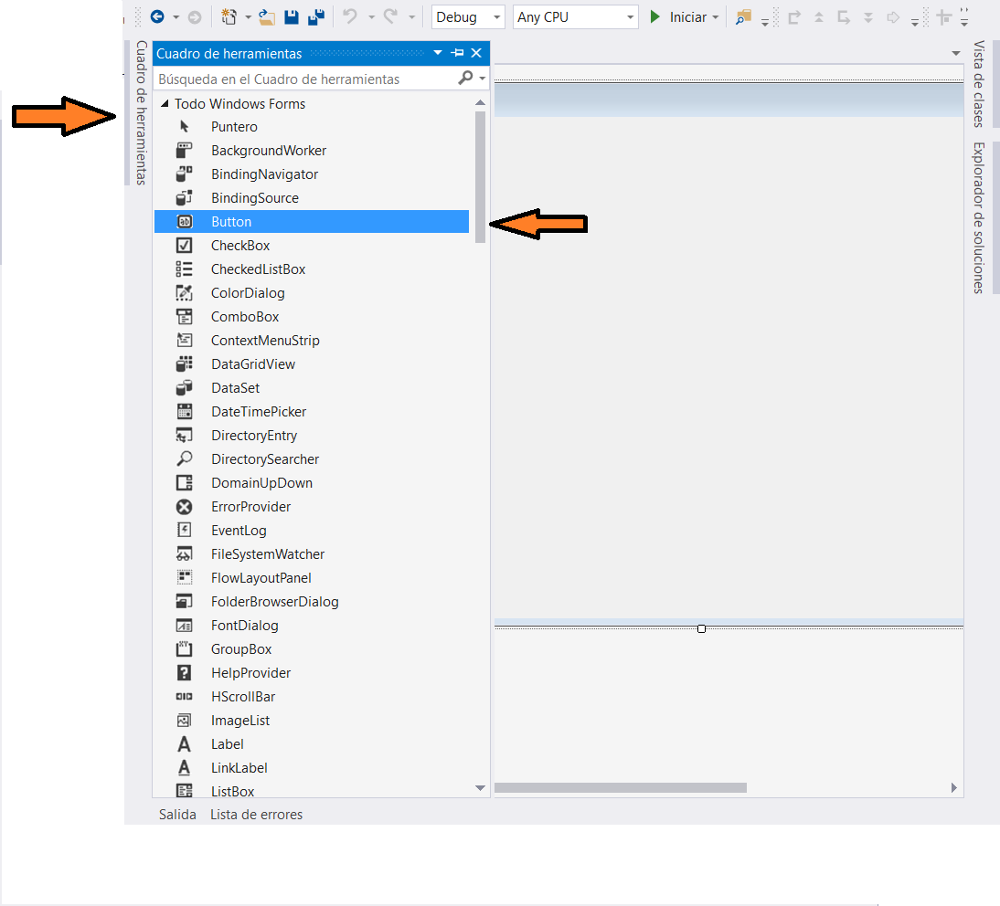 Debug
Any CPU
Iniciar
Cuadro de herramientas
Cuadro de herramientas
Búsqueda en el Cuadro de herramientas
Todo Windows Forms
Puntero
BackgroundWorker
BindingNavigator
BindingSource
Button
CheckBox
CheckedListBox
ColorDialog
ComboBox
ContextMenuStrip
DataGridView
DataSet
DateTimePicker
DirectoryEntry
DirectorySearcher
DomainUpDown
ErrorProvider
EventLog
FileSystemWatcher
FlowLayoutPanel
FolderBrowserDialog
FontDialog
GroupBox
HelpProvider
HScrollBar
ImageList
Label
LinkLabel
ListBox
Vista de clases
Explorador de soluciones
Salida
Lista de errores